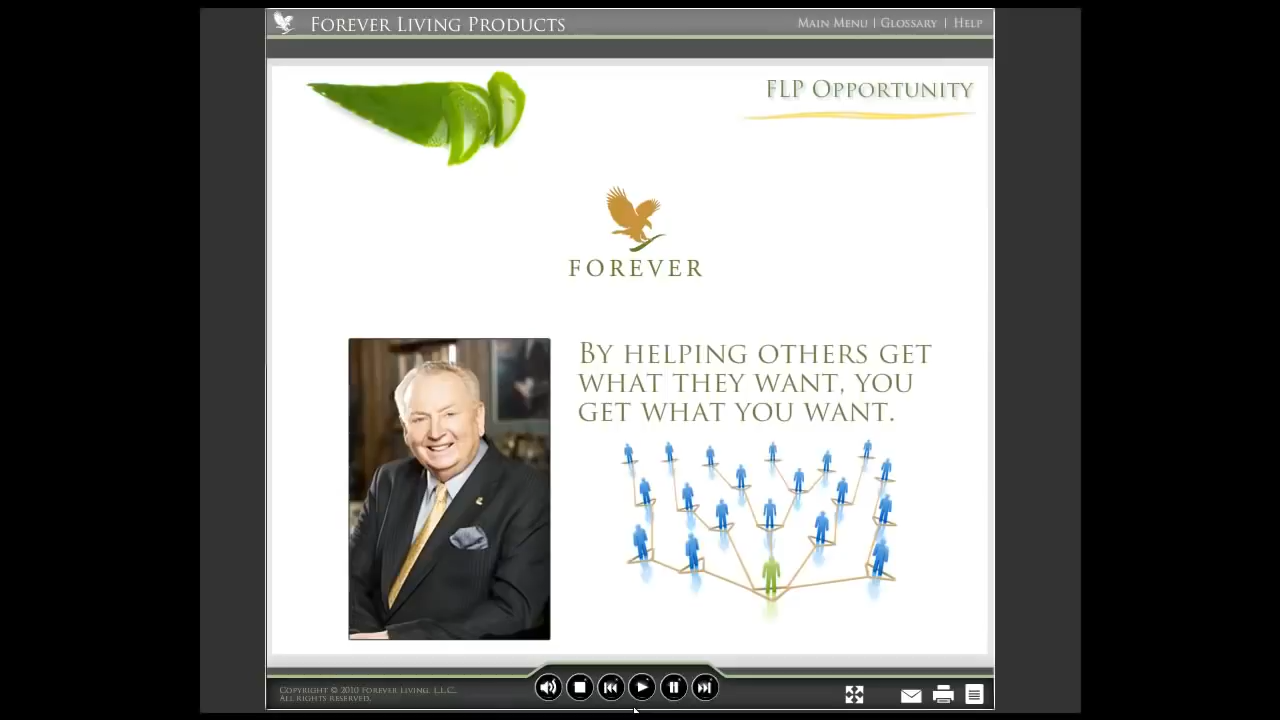 Forever Living Products
Main Menu | Glossary | Help
FLP Opportunity
FOREVER
By helping others get
what they want, you
get what you want.
Copyright © 2010 Forever Living, L.L.C.
All rights reserved.